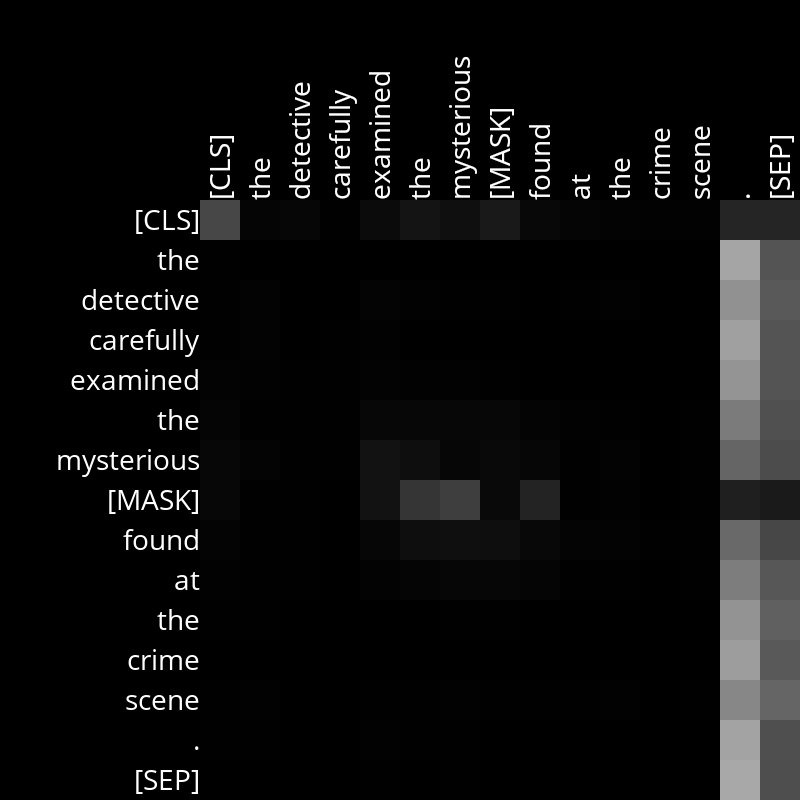 [CLS] the detective carefully examined the mysterious [MASK] found at the crime scene . [SEP]
[CLS]
the
detective
carefully
examined
the
mysterious
[MASK]
found
at
the
crime
scene
.
[SEP]